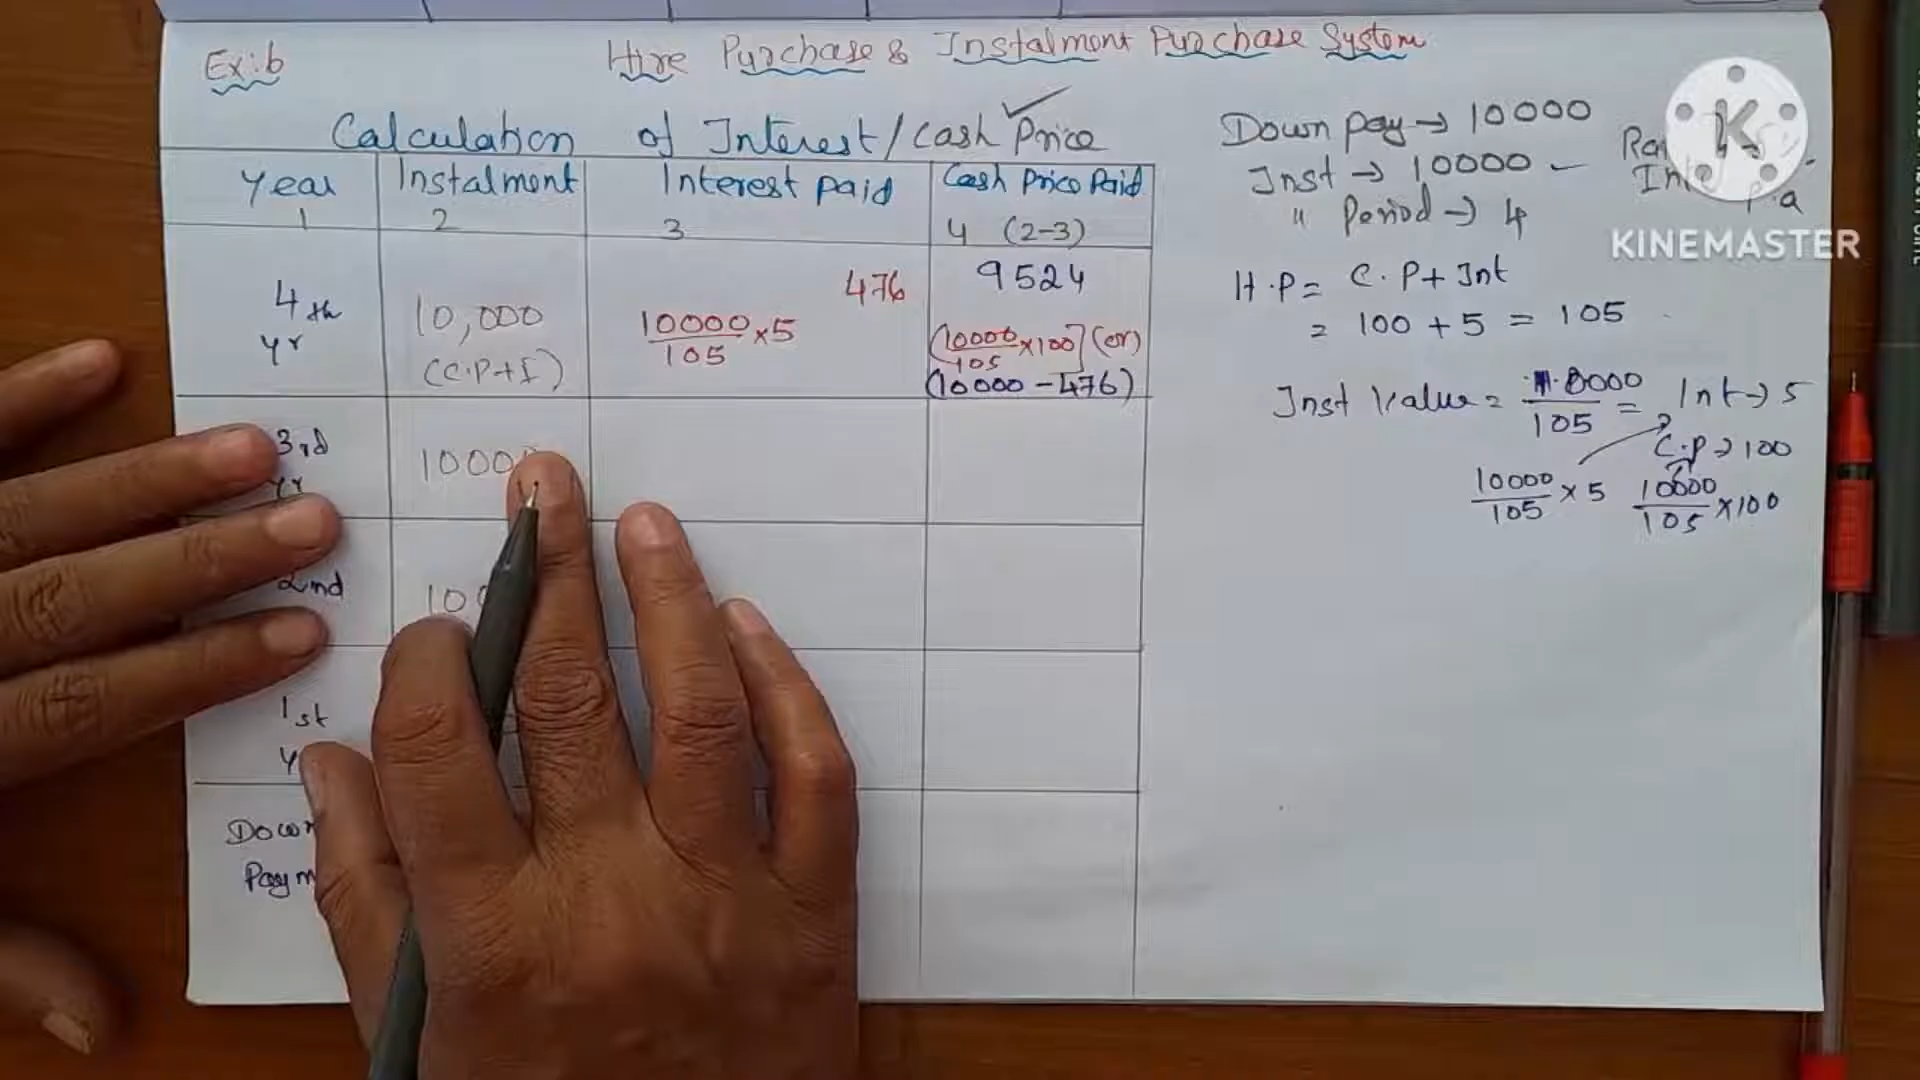 Ex:6
Hire Purchase & Instalment Purchase System
Calculation of Interest/Cash Price
Year Instalment Interest paid Cash Price Paid
1 2 3 4 (2-3)
4th yr
10,000
(C.P+I)
476
10000/105 x5
9524
(10000/105 x100) (or)
(10000-476)
3rd
yr
1000
2nd
1st
Down pay→ 10000
Inst → 10000 –
" Period → 4
p.a
H.P = C.P + Int
= 100 + 5 = 105
Inst Value = 10000/105 = Int→ 5
C.p→100
10000/105 x 5 10000/105 x100
K
KINEMASTER